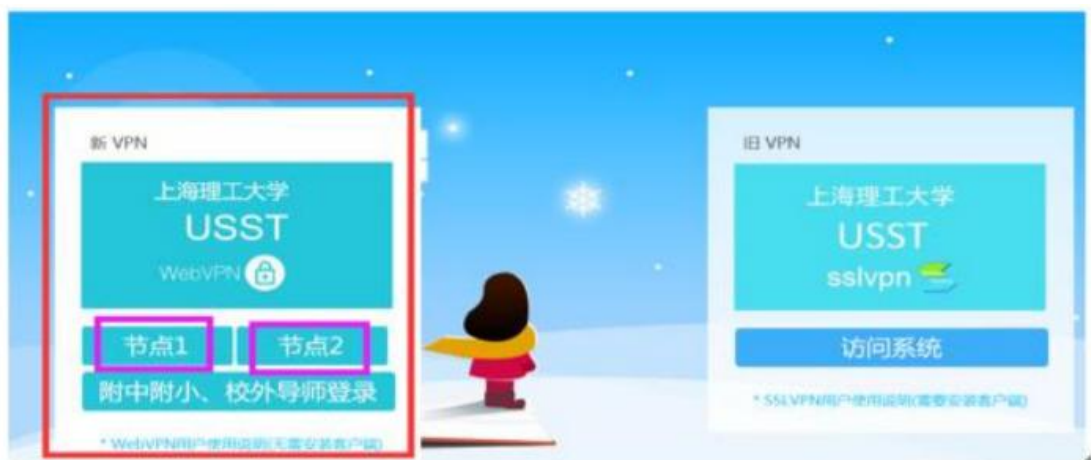 新 VPN
上海理工大学
USST
WebVPN
节点1
节点2
附中附小、校外导师登录
* WebVPN用户使用说明(无需安装客户端)
旧 VPN
上海理工大学
USST
sslvpn
访问系统
* SSLVPN用户使用说明(需要安装客户端)